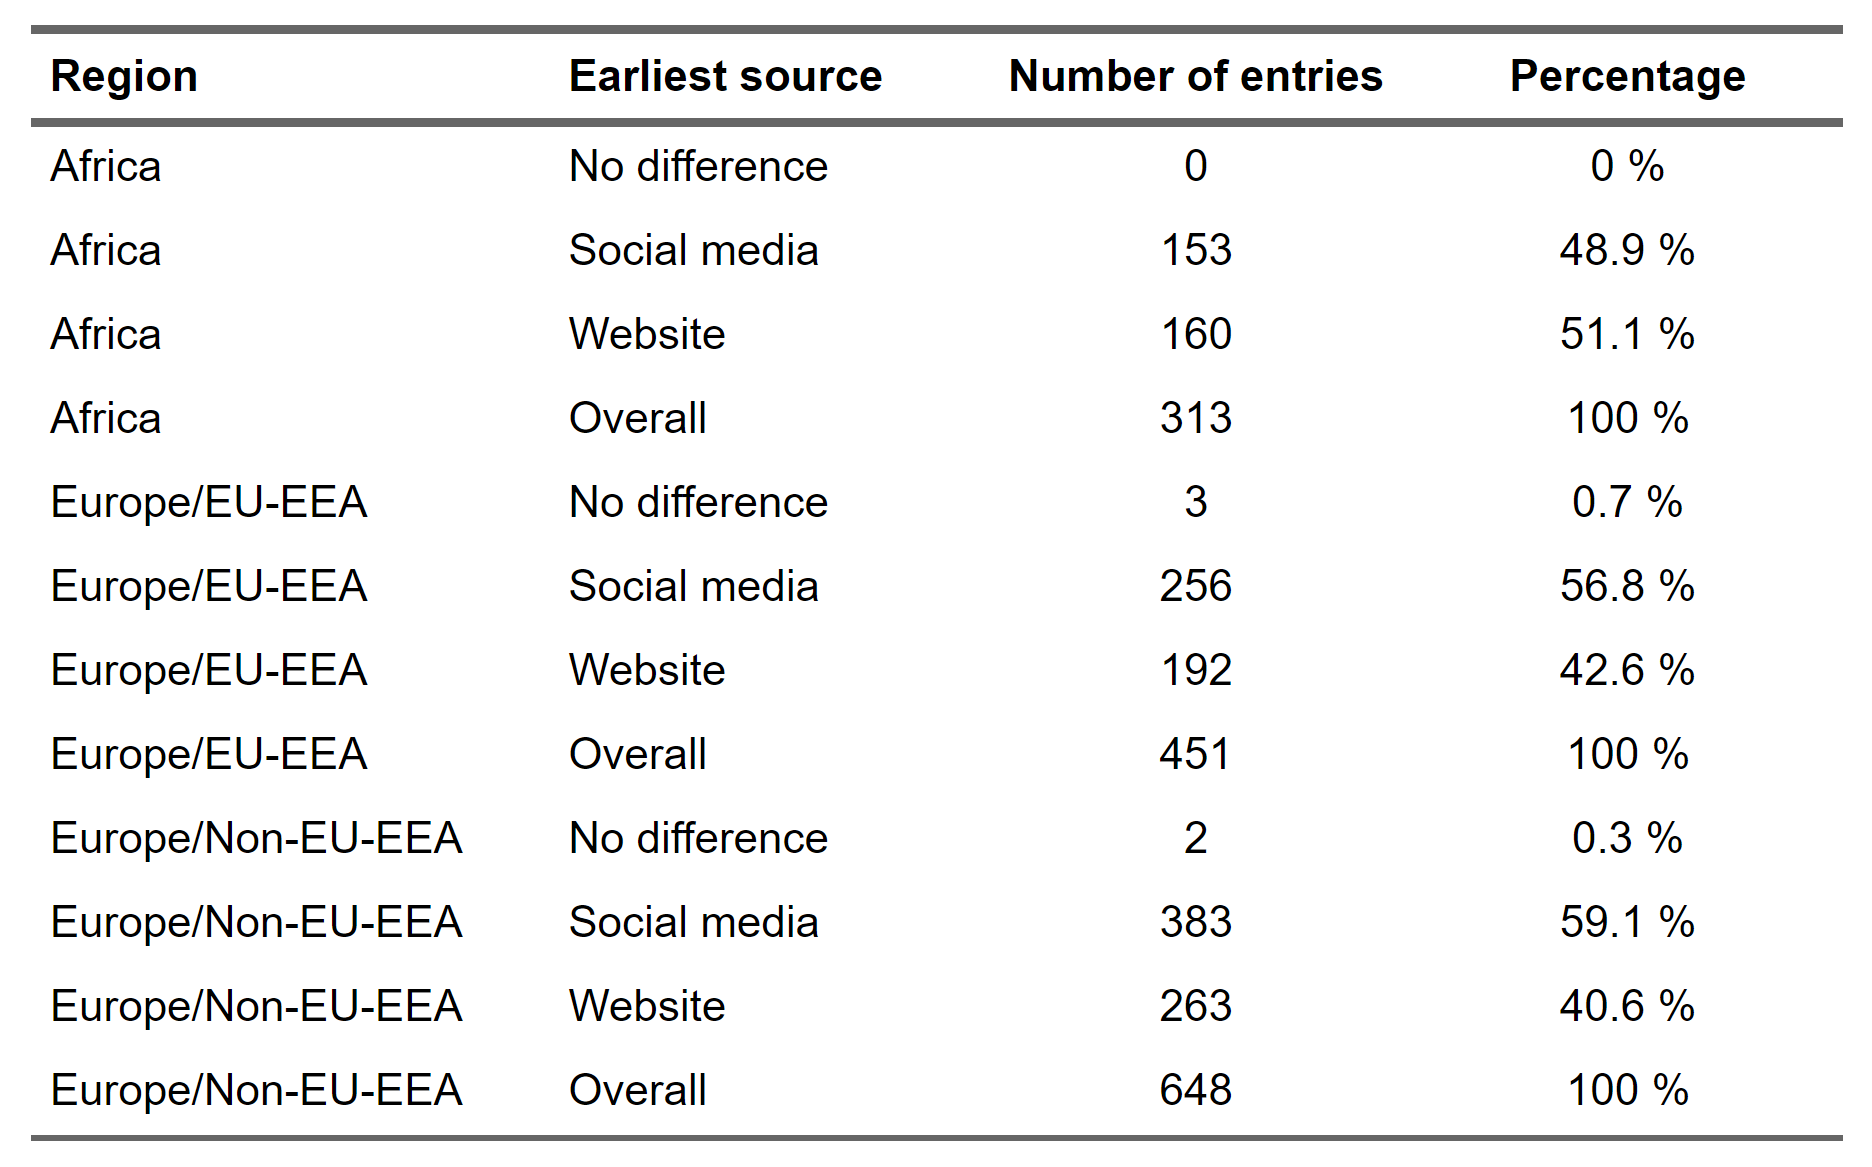 Region Earliest source Number of entries Percentage
Africa No difference 0 0 %
Africa Social media 153 48.9 %
Africa Website 160 51.1 %
Africa Overall 313 100 %
Europe/EU-EEA No difference 3 0.7 %
Europe/EU-EEA Social media 256 56.8 %
Europe/EU-EEA Website 192 42.6 %
Europe/EU-EEA Overall 451 100 %
Europe/Non-EU-EEA No difference 2 0.3 %
Europe/Non-EU-EEA Social media 383 59.1 %
Europe/Non-EU-EEA Website 263 40.6 %
Europe/Non-EU-EEA Overall 648 100 %